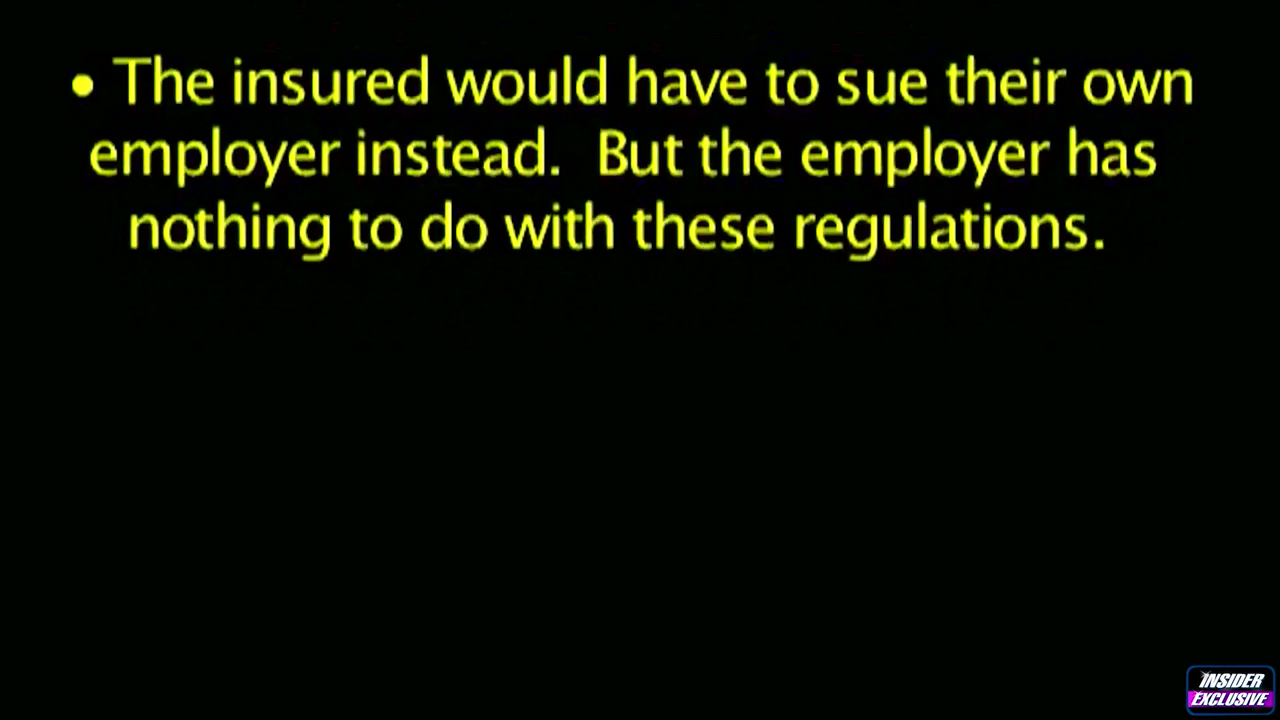 • The insured would have to sue their own
employer instead.  But the employer has
nothing to do with these regulations.
INSIDER
EXCLUSIVE